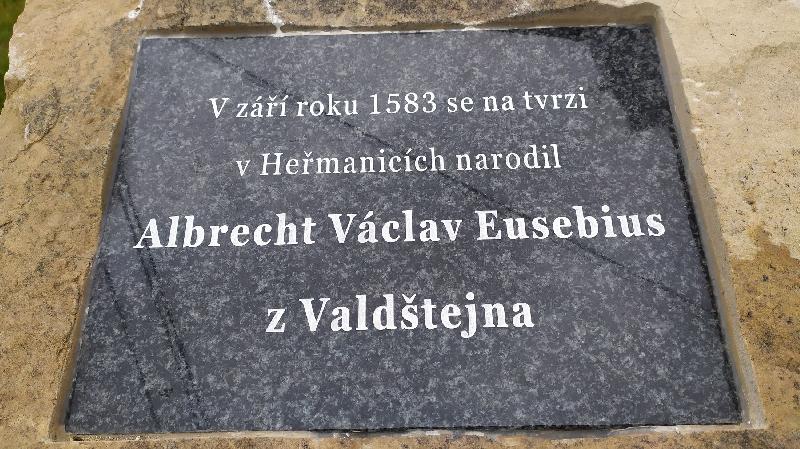 V září roku 1583 se na tvrzi
v Heřmanicích narodil
Albrecht Václav Eusebius
z Valdštejna